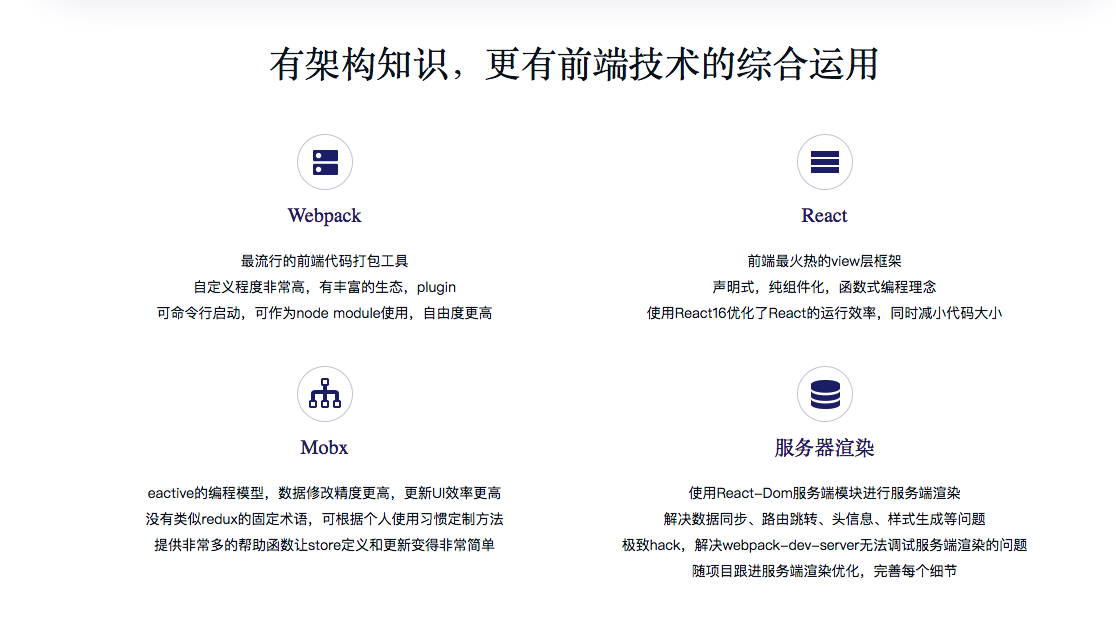 有架构知识，更有前端技术的综合运用
Webpack
最流行的前端代码打包工具
自定义程度非常高，有丰富的生态，plugin
可命令行启动，可作为node module使用，自由度更高
React
前端最火热的view层框架
声明式，纯组件化，函数式编程理念
使用React16优化了React的运行效率，同时减小代码大小
Mobx
eactive的编程模型，数据修改精度更高，更新UI效率更高
没有类似redux的固定术语，可根据个人使用习惯定制方法
提供非常多的帮助函数让store定义和更新变得非常简单
服务器渲染
使用React-Dom服务端模块进行服务端渲染
解决数据同步、路由跳转、头信息、样式生成等问题
极致hack，解决webpack-dev-server无法调试服务端渲染的问题
随项目跟进服务端渲染优化，完善每个细节